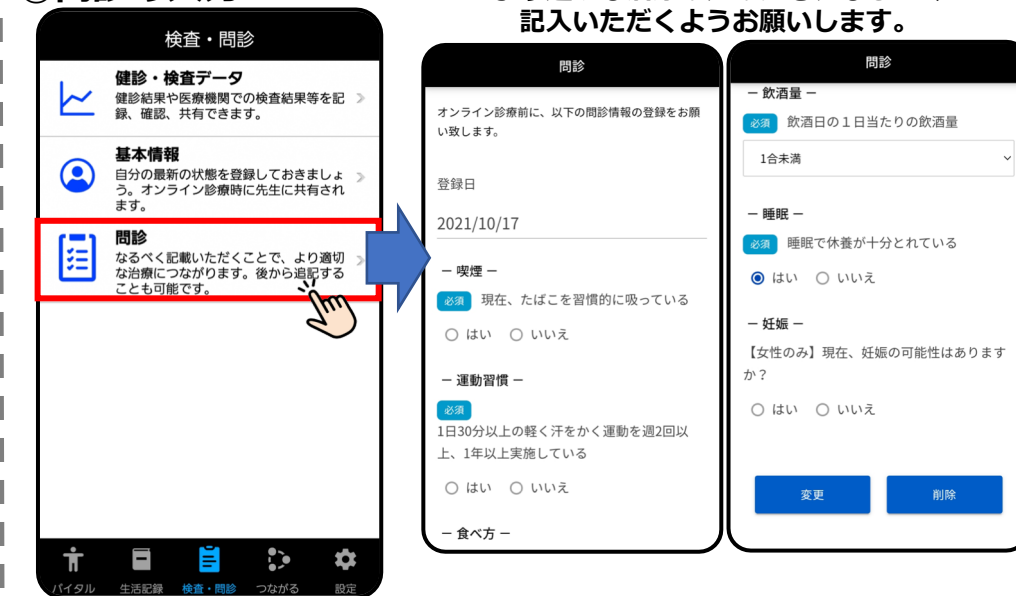 記入いただくようお願いします。
検査・問診
健診・検査データ
健診結果や医療機関での検査結果等を記
録、確認、共有できます。
基本情報
自分の最新の状態を登録しておきましょ
う。オンライン診療時に先生に共有され
ます。
問診
なるべく記載いただくことで、より適切
な治療につながります。後から追記する
ことも可能です。
バイタル
生活記録
検査・問診
つながる
設定
問診
オンライン診療前に、以下の問診情報の登録をお願
い致します。
登録日
2021/10/17
– 喫煙 –
必須 現在、たばこを習慣的に吸っている
はい いいえ
– 運動習慣 –
必須
1日30分以上の軽く汗をかく運動を週2回以
上、1年以上実施している
はい いいえ
– 食べ方 –
問診
– 飲酒量 –
必須 飲酒日の1日当たりの飲酒量
1合未満
– 睡眠 –
必須 睡眠で休養が十分とれている
はい いいえ
– 妊娠 –
【女性のみ】現在、妊娠の可能性はあります
か？
はい いいえ
変更
削除